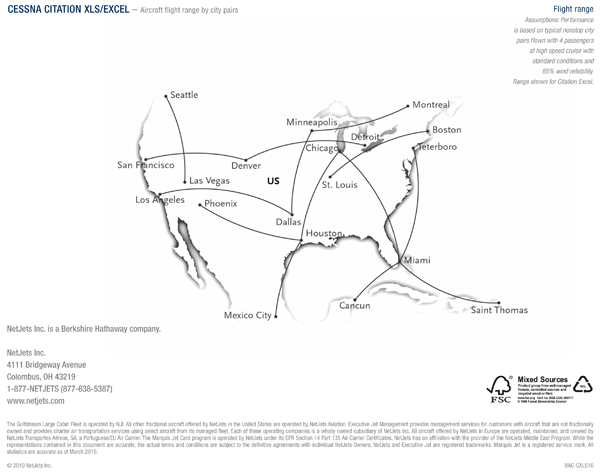 CESSNA CITATION XLS/EXCEL — Aircraft flight range by city pairs
Flight range
Assumptions: Performance
is based on typical nonstop city
pairs flown with 4 passengers
at high speed cruise with
standard conditions and
85% wind reliability.
Range shown for Citation Excel.
Seattle
Montreal
Minneapolis
Boston
Detroit
Chicago
Teterboro
San Francisco
Denver
Las Vegas
US
St. Louis
Los Angeles
Phoenix
Dallas
Houston
Miami
Cancun
Saint Thomas
Mexico City
NetJets Inc. is a Berkshire Hathaway company.
NetJets Inc.
4111 Bridgeway Avenue
Colombus, OH 43219
1-877-NETJETS (877-638-5387)
www.netjets.com
FSC
Mixed Sources
Product group from well-managed
forests, controlled sources and
recycled wood or fibre
© 1996 Forest Stewardship Council
The Gulfstream Large Cabin Fleet is operated by NJI. All other fractional aircraft offered by NetJets in the United States are operated by NetJets Aviation. Executive Jet Management provides management services for customers with aircraft that are not fractionally
owned and provides charter air transportation services using select aircraft from its managed fleet. Each of these operating companies is a wholly owned subsidiary of NetJets Inc. All aircraft offered by NetJets in Europe are operated, maintained, and crewed by
NetJets Transportes Aéreos, SA, a Portuguese/EU Air Carrier. The Marquis Jet Card program is operated by NetJets under its CFR Section 14 Part 135 Air Carrier Certificates. NetJets has an affiliation with the provider of the NetJets Middle East Program. While the
representations contained in this document are accurate, the actual terms and conditions are subject to the definitive agreements with individual NetJets Owners. NetJets and Executive Jet are registered trademarks. Marquis Jet is a registered service mark. All
statistics are accurate as of March 2010.
© 2010 NetJets Inc.